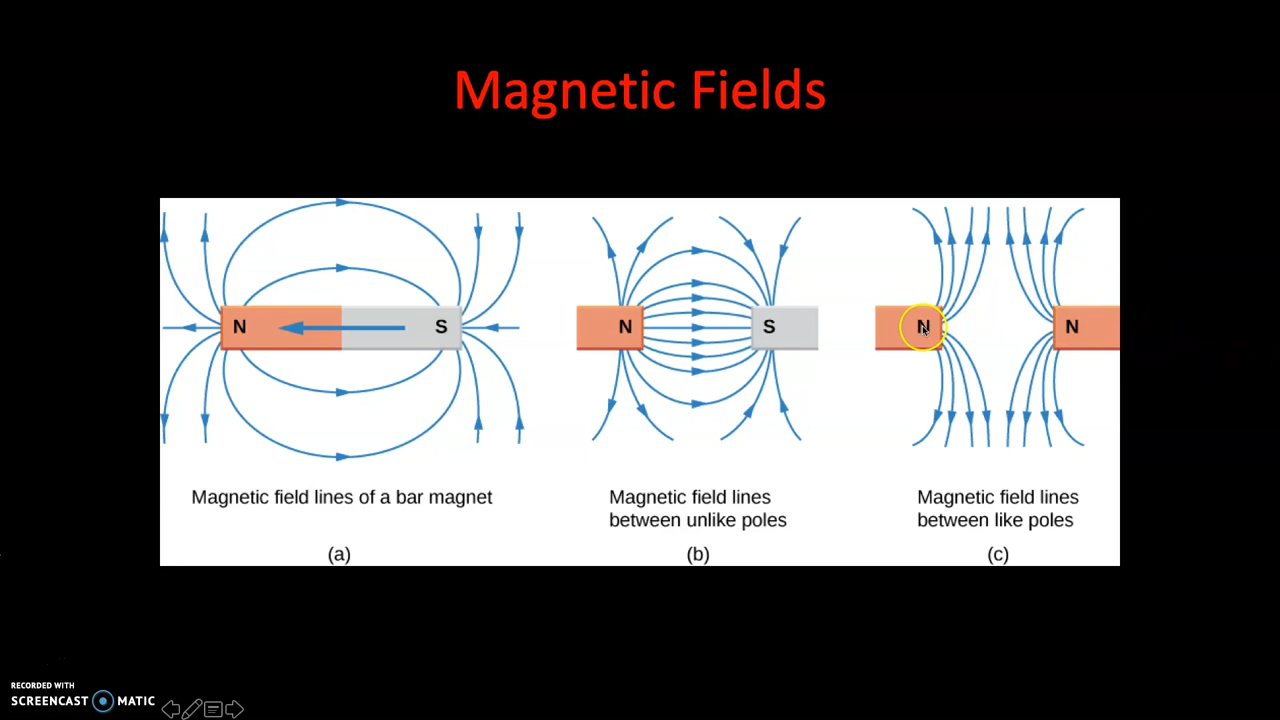 Magnetic Fields
N
S
N
S
N
N
Magnetic field lines of a bar magnet
(a)
Magnetic field lines
between unlike poles
(b)
Magnetic field lines
between like poles
(c)
RECORDED WITH
SCREENCAST MATIC